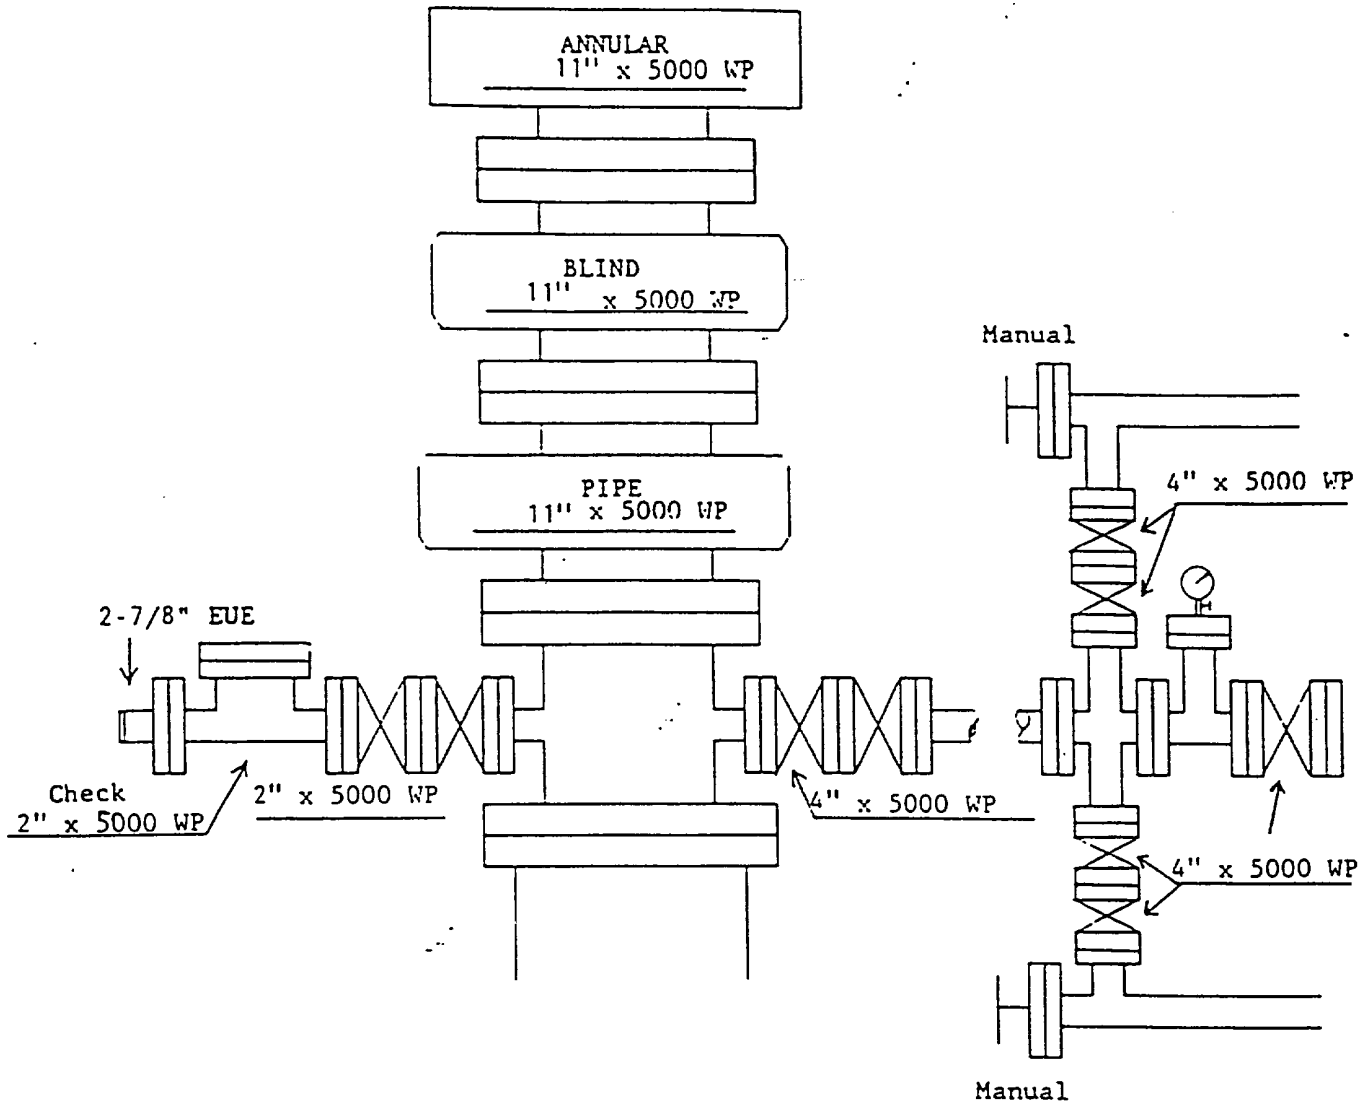 ANNULAR
11" x 5000 WP
BLIND
11" x 5000 WP
Manual
PIPE
11" x 5000 WP
4" x 5000 WP
2-7/8" EUE
Check
2" x 5000 WP
2" x 5000 WP
4" x 5000 WP
4" x 5000 WP
Manual